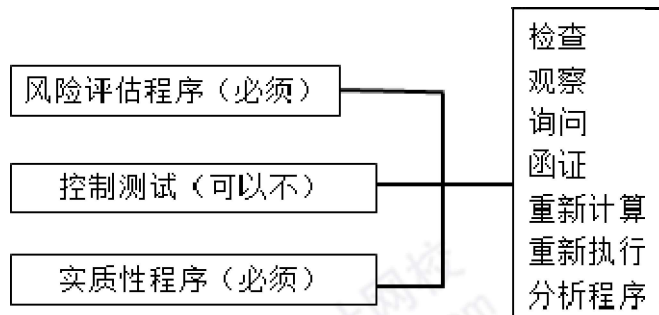 风险评估程序（必须）
控制测试（可以不）
实质性程序（必须）
检查
观察
询问
函证
重新计算
重新执行
分析程序